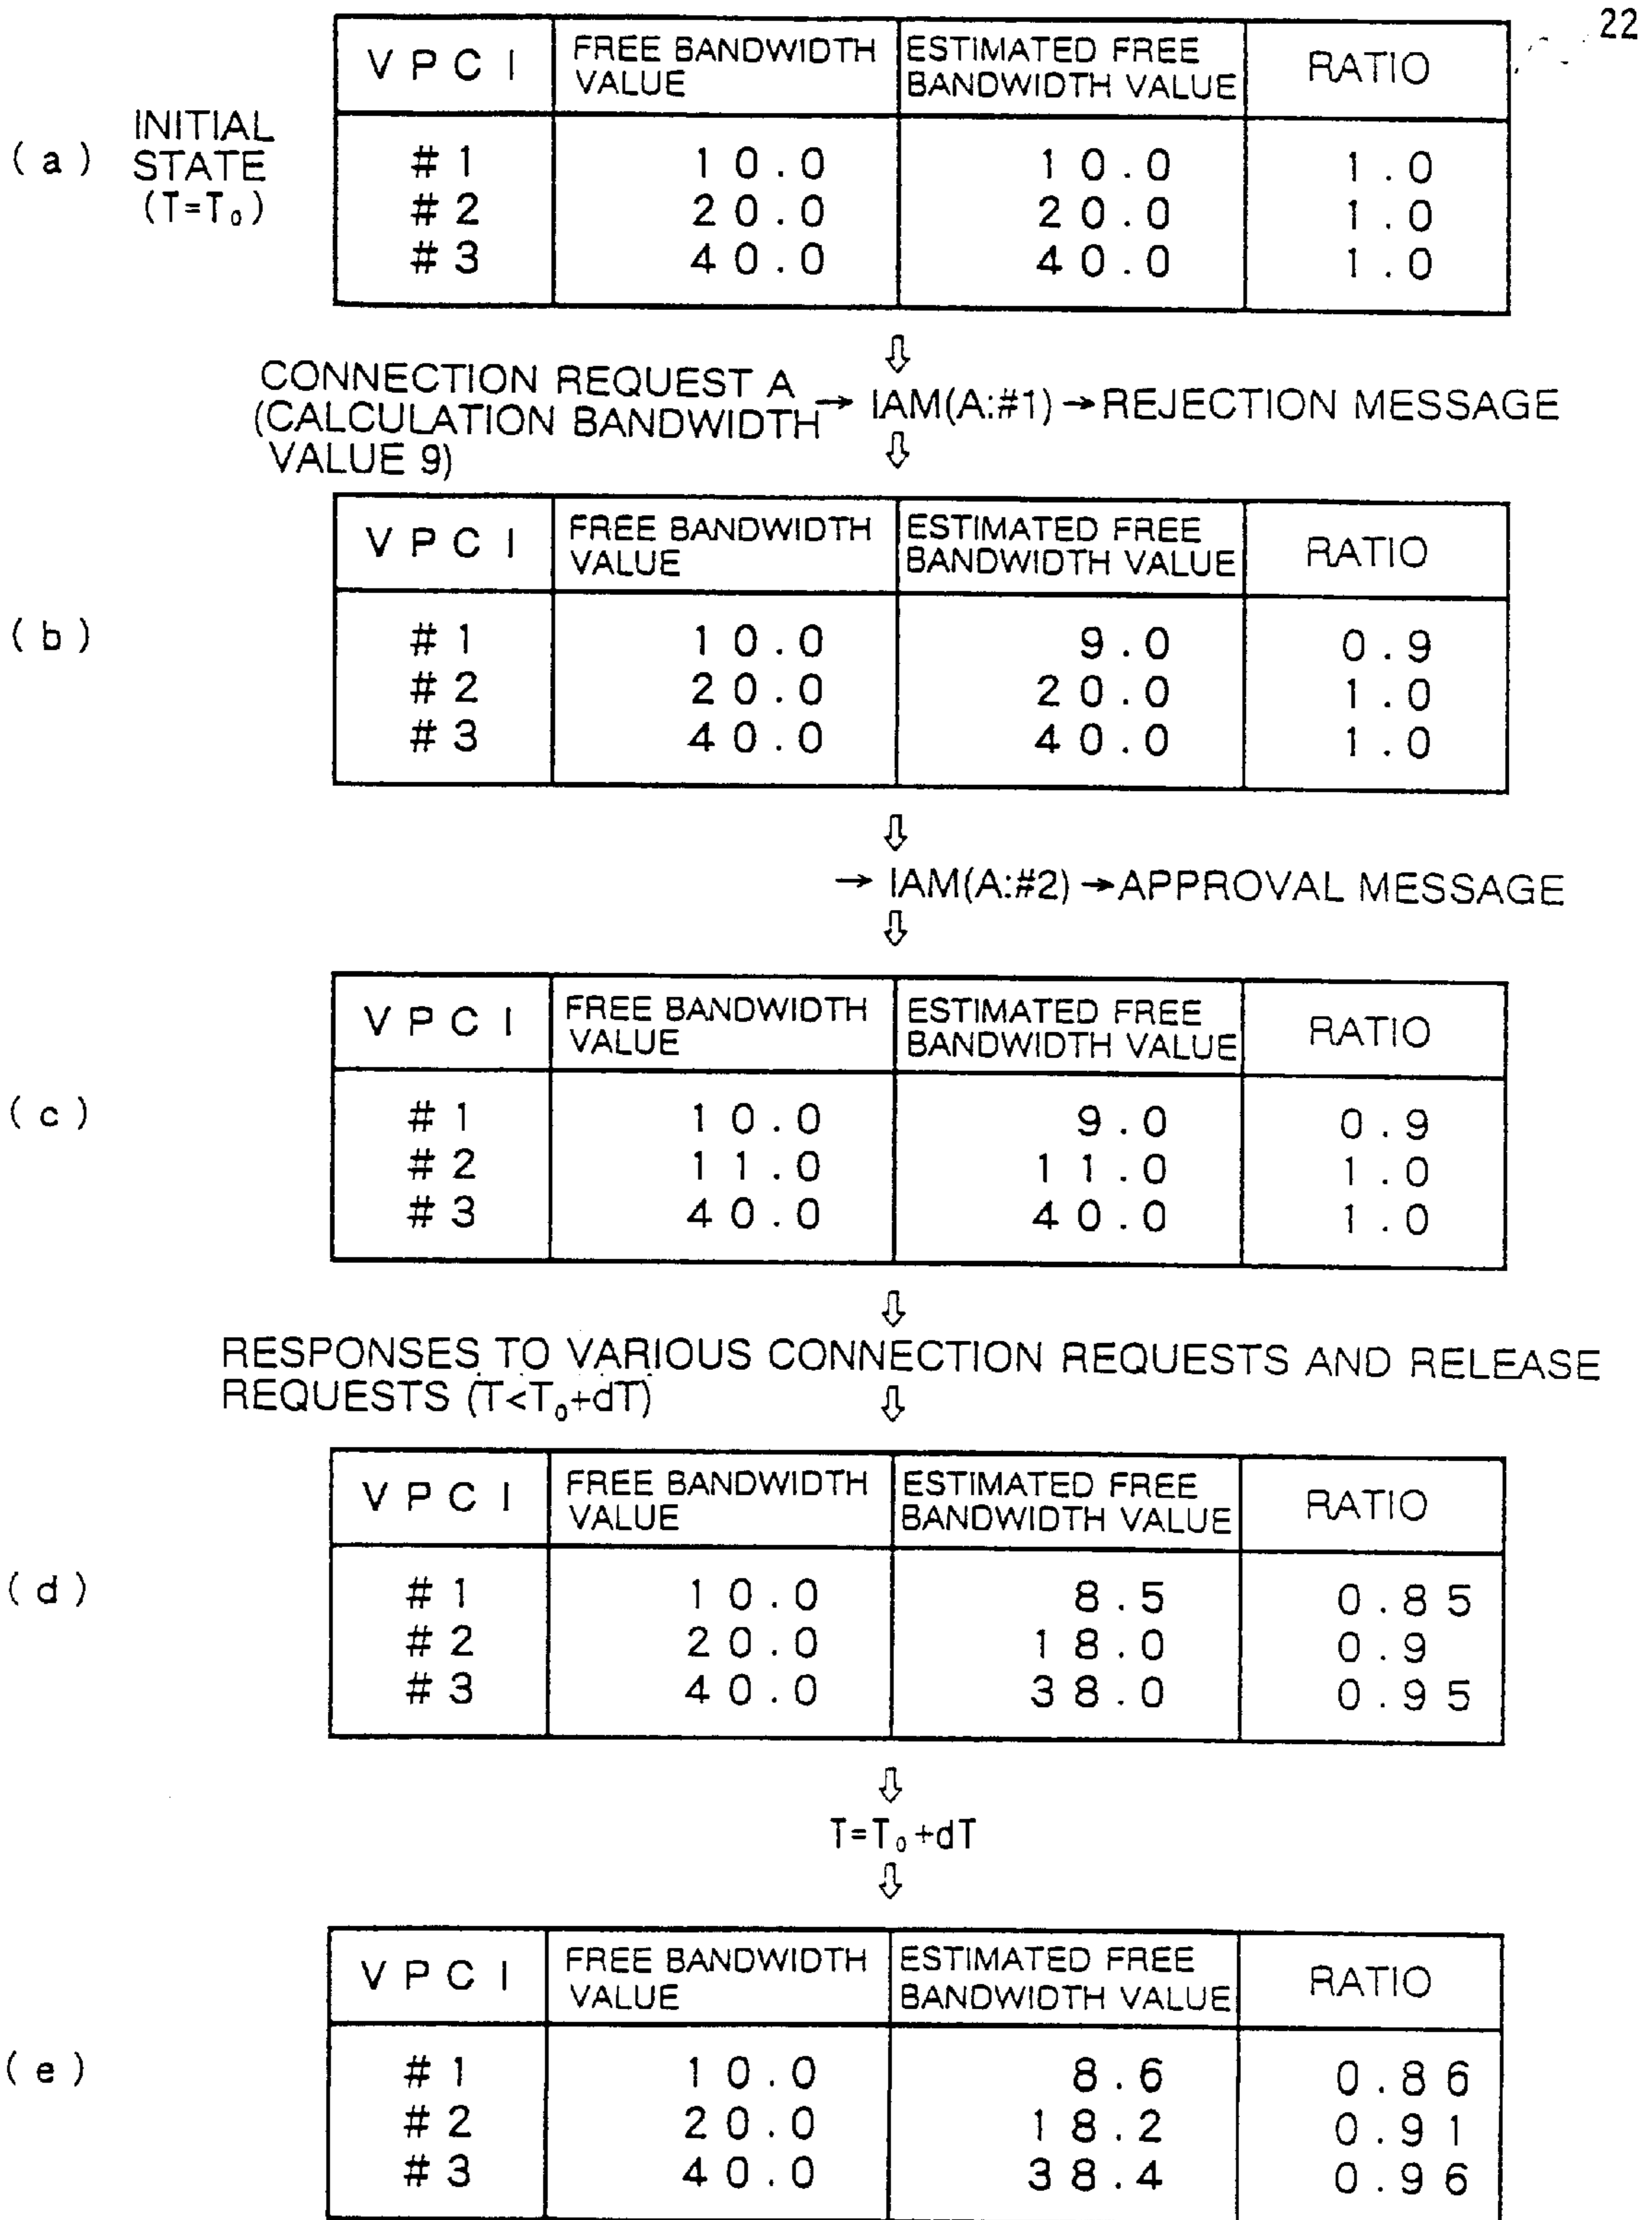 22
V P C I FREE BANDWIDTH VALUE ESTIMATED FREE BANDWIDTH VALUE RATIO
( a ) INITIAL STATE (T=T₀)
# 1 10.0 10.0 1.0
# 2 20.0 20.0 1.0
# 3 40.0 40.0 1.0
⇩
CONNECTION REQUEST A (CALCULATION BANDWIDTH VALUE 9) → IAM(A:#1) → REJECTION MESSAGE
⇩
V P C I FREE BANDWIDTH VALUE ESTIMATED FREE BANDWIDTH VALUE RATIO
( b )
# 1 10.0 9.0 0.9
# 2 20.0 20.0 1.0
# 3 40.0 40.0 1.0
⇩
→ IAM(A:#2) → APPROVAL MESSAGE
⇩
V P C I FREE BANDWIDTH VALUE ESTIMATED FREE BANDWIDTH VALUE RATIO
( c )
# 1 10.0 9.0 0.9
# 2 11.0 11.0 1.0
# 3 40.0 40.0 1.0
⇩
RESPONSES TO VARIOUS CONNECTION REQUESTS AND RELEASE
REQUESTS (T<T₀+dT)
⇩
V P C I FREE BANDWIDTH VALUE ESTIMATED FREE BANDWIDTH VALUE RATIO
( d )
# 1 10.0 8.5 0.85
# 2 20.0 18.0 0.9
# 3 40.0 38.0 0.95
⇩
T=T₀+dT
⇩
V P C I FREE BANDWIDTH VALUE ESTIMATED FREE BANDWIDTH VALUE RATIO
( e )
# 1 10.0 8.6 0.86
# 2 20.0 18.2 0.91
# 3 40.0 38.4 0.96